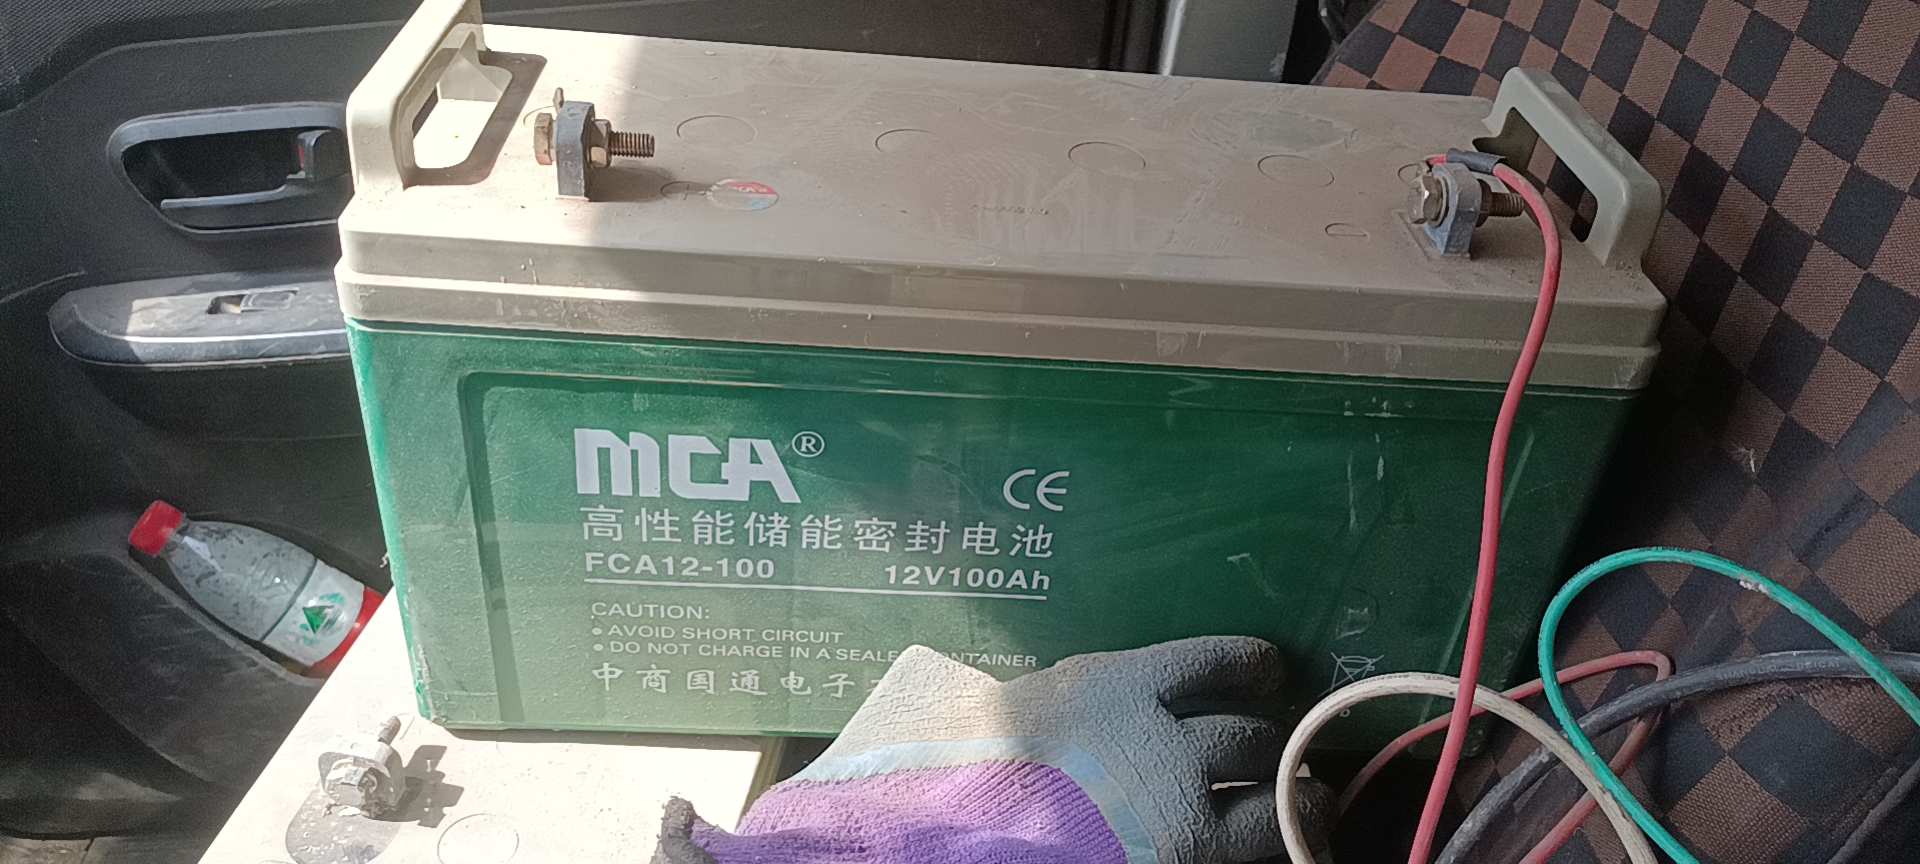 MCA®
CE
高性能储能密封电池
FCA12-100 12V100Ah
CAUTION:
● AVOID SHORT CIRCUIT
● DO NOT CHARGE IN A SEALE CONTAINER
中商国通电子